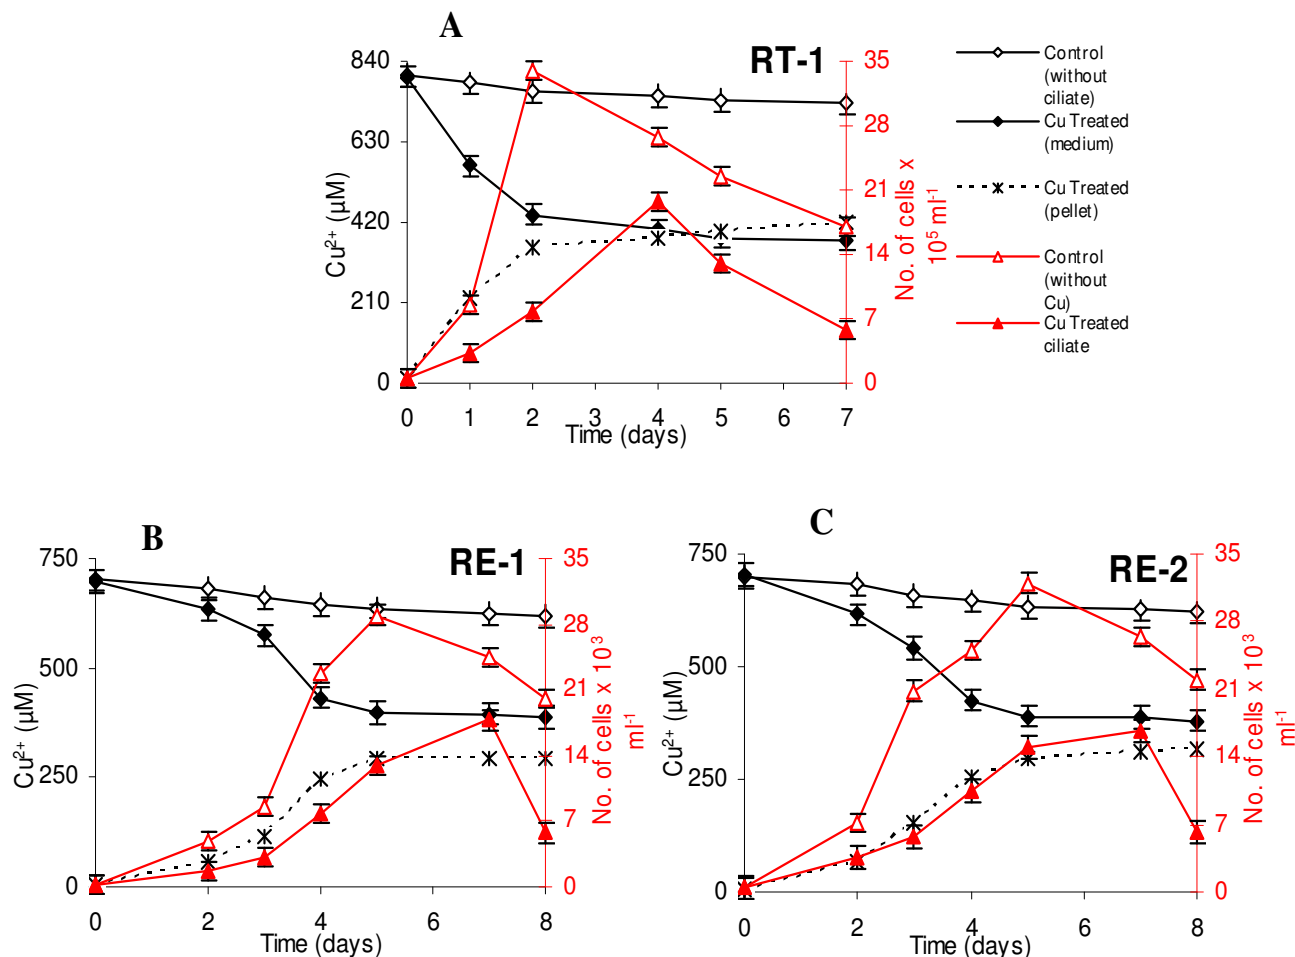 A
RT-1
840
630
420
210
0
Cu²⁺ (µM)
0 1 2 3 4 5 6 7
Time (days)
35
28
21
14
7
0
No. of cells x
10⁵ ml⁻¹
Control
(without
ciliate)
Cu Treated
(medium)
Cu Treated
(pellet)
Control
(without
Cu)
Cu Treated
ciliate
B
RE-1
750
500
250
0
Cu²⁺ (µM)
0 2 4 6 8
Time (days)
35
28
21
14
7
0
No. of cells x 10³
ml⁻¹
C
RE-2
750
500
250
0
Cu²⁺ (µM)
0 2 4 6 8
Time (days)
35
28
21
14
7
0
No. of cells x 10³
ml⁻¹